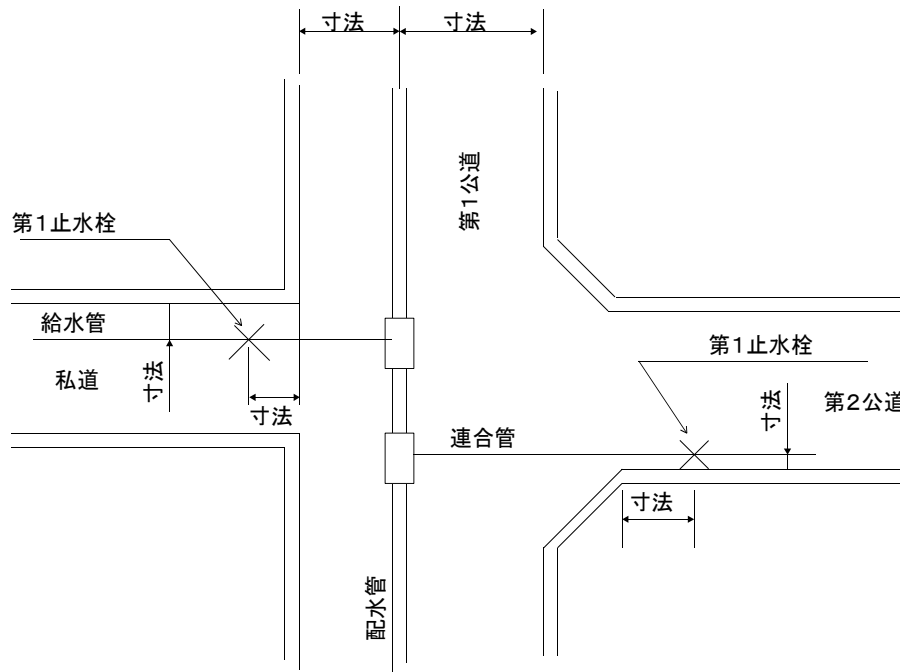 寸法
寸法
第1公道
第1止水栓
給水管
私道
寸法
寸法
第1止水栓
寸法
第2公道
連合管
寸法
配水管